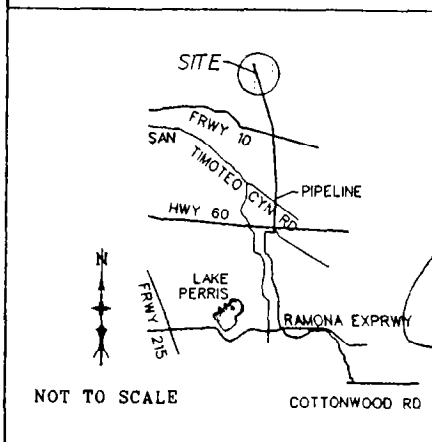 SITE
FRWY 10
SAN TIMOTEO CYN RD
PIPELINE
HWY 60
N
LAKE
PERRIS
FRWY 215
RAMONA EXPRWY
NOT TO SCALE
COTTONWOOD RD